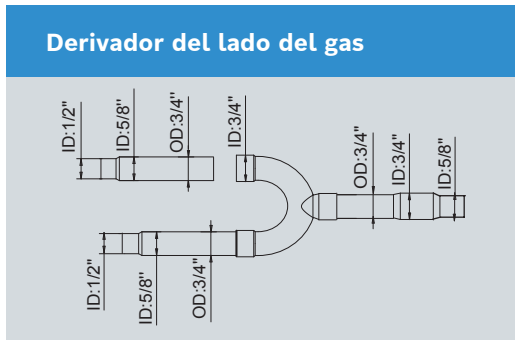 Derivador del lado del gas
ID:1/2"
ID:5/8"
OD:3/4"
ID:3/4"
OD:3/4"
ID:3/4"
ID:5/8"
ID:1/2"
ID:5/8"
OD:3/4"